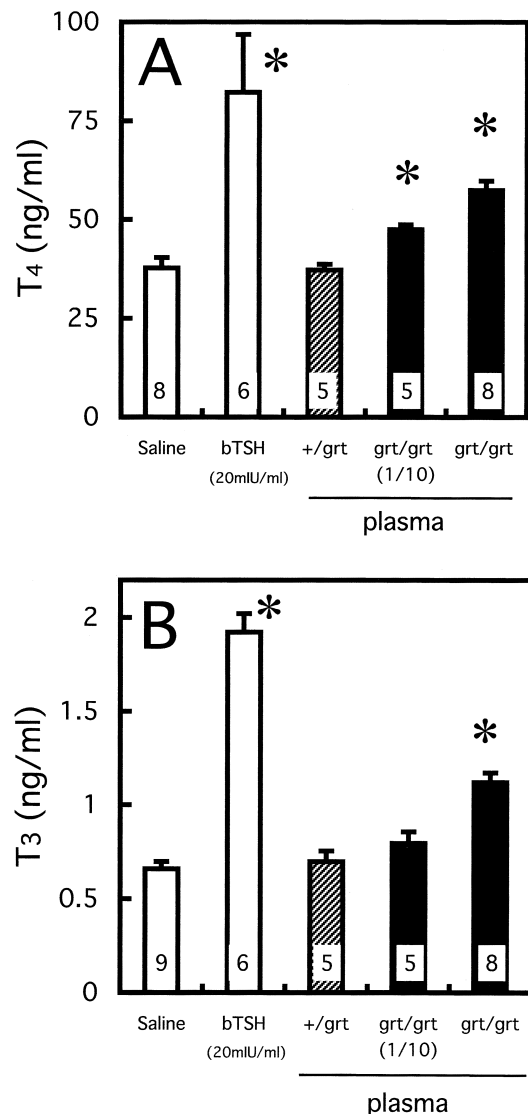 A
T4 (ng/ml)
100
75
50
25
0
* * *
8 6 5 5 8
Saline bTSH +/grt grt/grt grt/grt
(20mIU/ml) (1/10)
plasma
B
T3 (ng/ml)
2
1.5
1
0.5
0
* *
9 6 5 5 8
Saline bTSH +/grt grt/grt grt/grt
(20mIU/ml) (1/10)
plasma